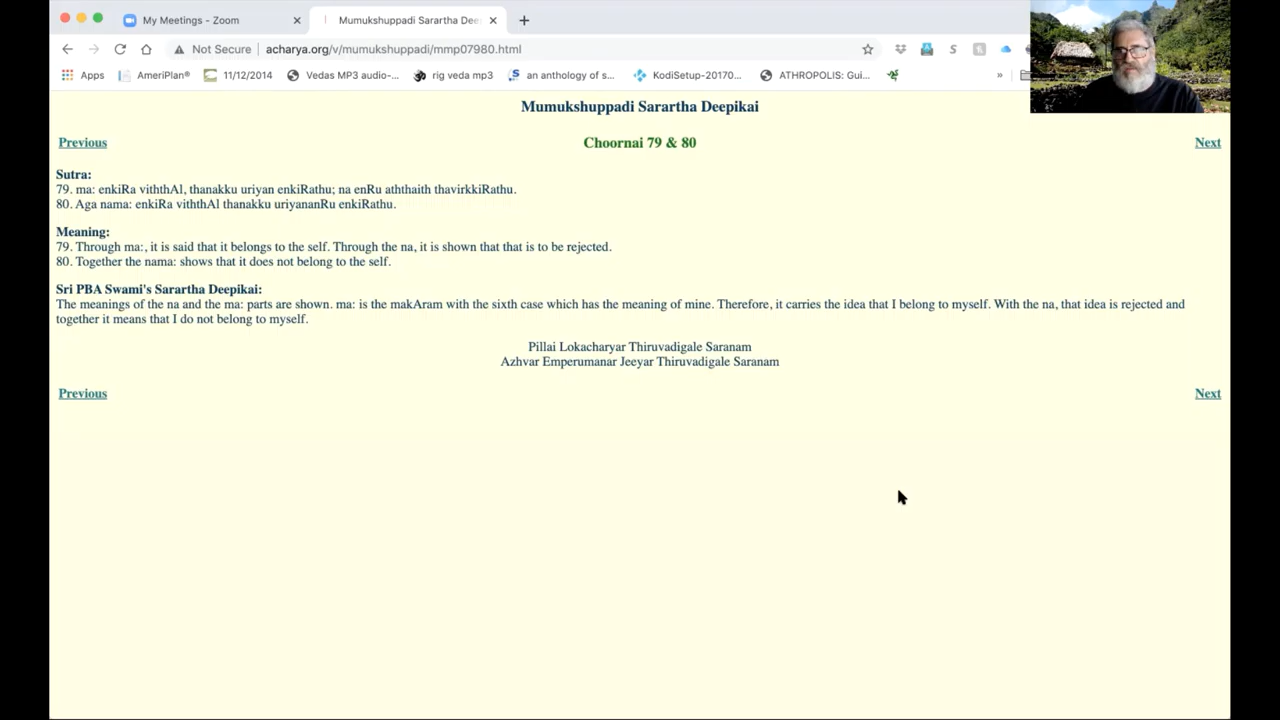 My Meetings - Zoom
Mumukshuppadi Sarartha Dee
Not Secure
acharya.org/v/mumukshuppadi/mmp07980.html
Apps
AmeriPlan®
11/12/2014
Vedas MP3 audio-...
rig veda mp3
an anthology of s...
KodiSetup-20170...
ATHROPOLIS: Gui...
»
Mumukshuppadi Sarartha Deepikai
Previous
Choornai 79 & 80
Next
Sutra:
79. ma: enkiRa viththAl, thanakku uriyan enkiRathu; na enRu aththaith thavirkkiRathu.
80. Aga nama: enkiRa viththAl thanakku uriyananRu enkiRathu.
Meaning:
79. Through ma:, it is said that it belongs to the self. Through the na, it is shown that that is to be rejected.
80. Together the nama: shows that it does not belong to the self.
Sri PBA Swami's Sarartha Deepikai:
The meanings of the na and the ma: parts are shown. ma: is the makAram with the sixth case which has the meaning of mine. Therefore, it carries the idea that I belong to myself. With the na, that idea is rejected and
together it means that I do not belong to myself.
Pillai Lokacharyar Thiruvadigale Saranam
Azhvar Emperumanar Jeeyar Thiruvadigale Saranam
Previous
Next